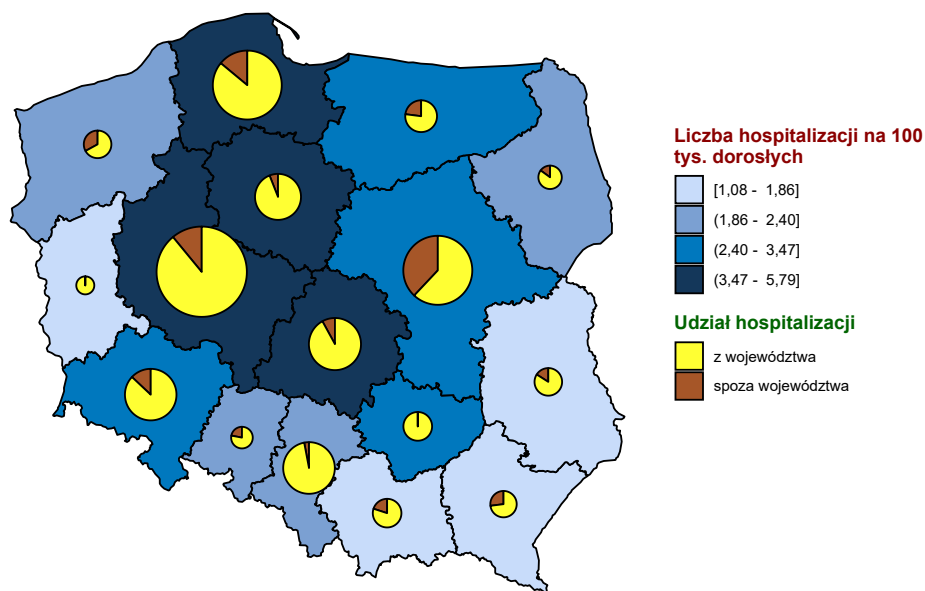 Liczba hospitalizacji na 100
tys. dorosłych
[1,08 - 1,86]
(1,86 - 2,40]
(2,40 - 3,47]
(3,47 - 5,79]
Udział hospitalizacji
z województwa
spoza województwa